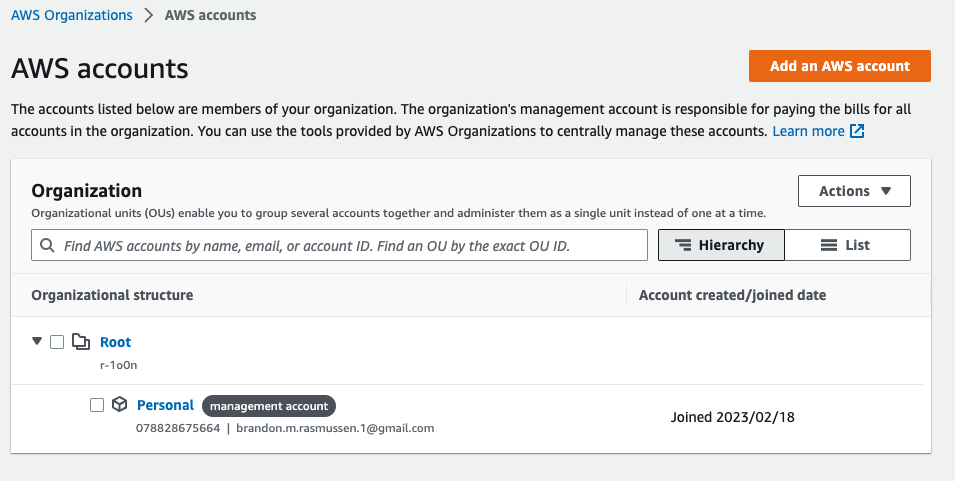 AWS Organizations > AWS accounts
AWS accounts
Add an AWS account
The accounts listed below are members of your organization. The organization's management account is responsible for paying the bills for all
accounts in the organization. You can use the tools provided by AWS Organizations to centrally manage these accounts. Learn more
Organization
Actions
Organizational units (OUs) enable you to group several accounts together and administer them as a single unit instead of one at a time.
Find AWS accounts by name, email, or account ID. Find an OU by the exact OU ID.
Hierarchy
List
Organizational structure
Account created/joined date
Root
r-1o0n
Personal management account
078828675664 | brandon.m.rasmussen.1@gmail.com
Joined 2023/02/18